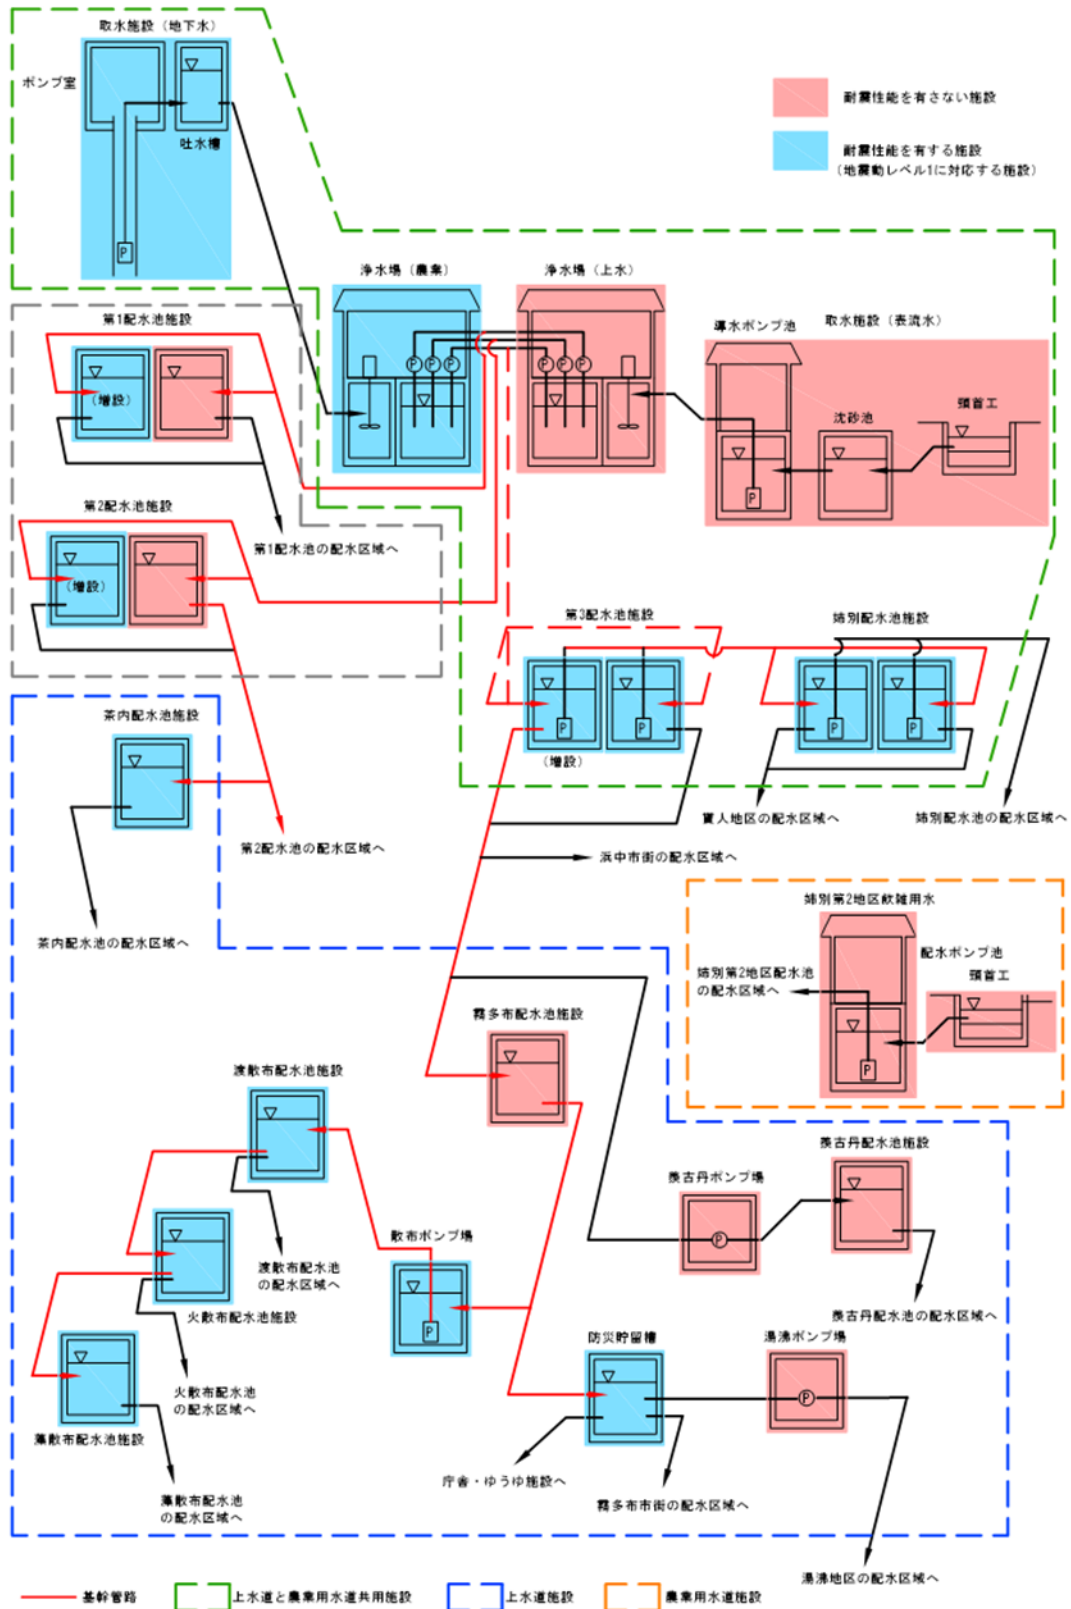 取水施設（地下水）
ポンプ室
吐水槽
耐震性能を有さない施設
耐震性能を有する施設
（地震動レベル1に対応する施設）
P
浄水場（農業）
浄水場（上水）
導水ポンプ池
取水施設（表流水）
沈砂池
頭首工
P P P
P P P
P
第1配水池施設
（増設）
第1配水池の配水区域へ
第2配水池施設
（増設）
第3配水池施設
姉別配水池施設
P
P
P
P
（増設）
茶内配水池施設
第2配水池の配水区域へ
茶内配水池の配水区域へ
貰人地区の配水区域へ
姉別配水池の配水区域へ
浜中市街の配水区域へ
姉別第2地区飲雑用水
配水ポンプ池
頭首工
姉別第2地区配水池
の配水区域へ
P
霧多布配水池施設
渡散布配水池施設
羨古丹配水池施設
羨古丹ポンプ場
P
散布ポンプ場
P
渡散布配水池
の配水区域へ
火散布配水池施設
羨古丹配水池の配水区域へ
防災貯留槽
湯沸ポンプ場
P
火散布配水池
の配水区域へ
藻散布配水池施設
庁舎・ゆうゆ施設へ
霧多布市街の配水区域へ
藻散布配水池
の配水区域へ
湯沸地区の配水区域へ
基幹管路
上水道と農業用水道共用施設
上水道施設
農業用水道施設